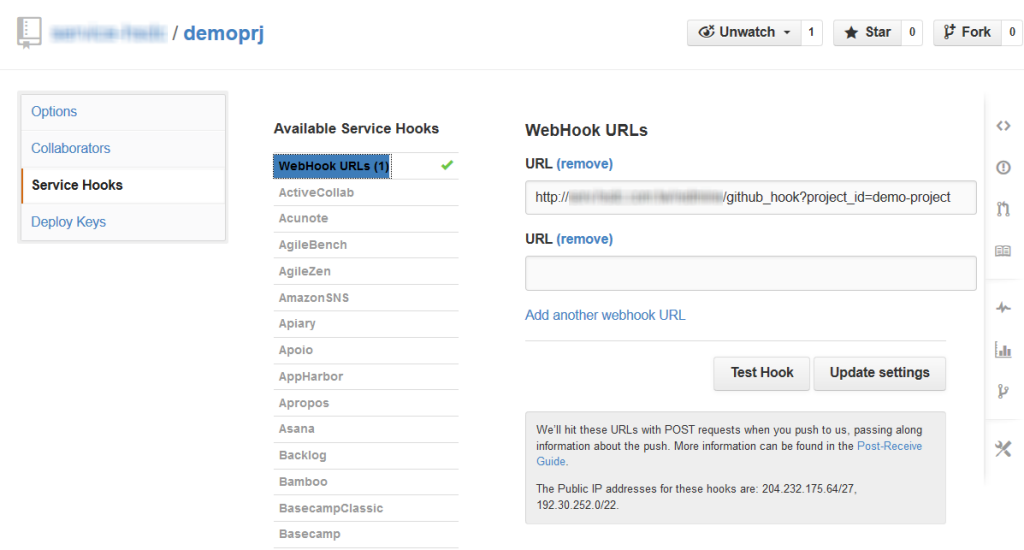 / demoprj
Unwatch 1 Star 0 Fork 0
Options
Collaborators
Service Hooks
Deploy Keys
Available Service Hooks
WebHook URLs (1)
ActiveCollab
Acunote
AgileBench
AgileZen
AmazonSNS
Apiary
Apoio
AppHarbor
Apropos
Asana
Backlog
Bamboo
BasecampClassic
Basecamp
WebHook URLs
URL (remove)
http:// /github_hook?project_id=demo-project
URL (remove)
Add another webhook URL
Test Hook Update settings
We'll hit these URLs with POST requests when you push to us, passing along
information about the push. More information can be found in the Post-Receive
Guide.
The Public IP addresses for these hooks are: 204.232.175.64/27,
192.30.252.0/22.